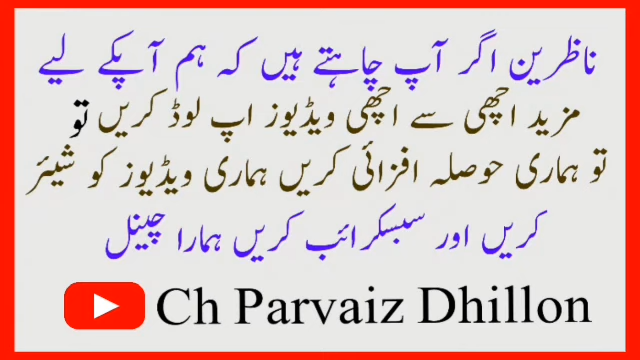 ناظرین اگر آپ چاہتے ہیں کہ ہم آپکے لیے
مزید اچھی سے اچھی ویڈیوز اپ لوڈ کریں تو
تو ہماری حوصلہ افزائی کریں ہماری ویڈیوز کو شیئر
کریں اور سبسکرائب کریں ہمارا چینل
Ch Parvaiz Dhillon